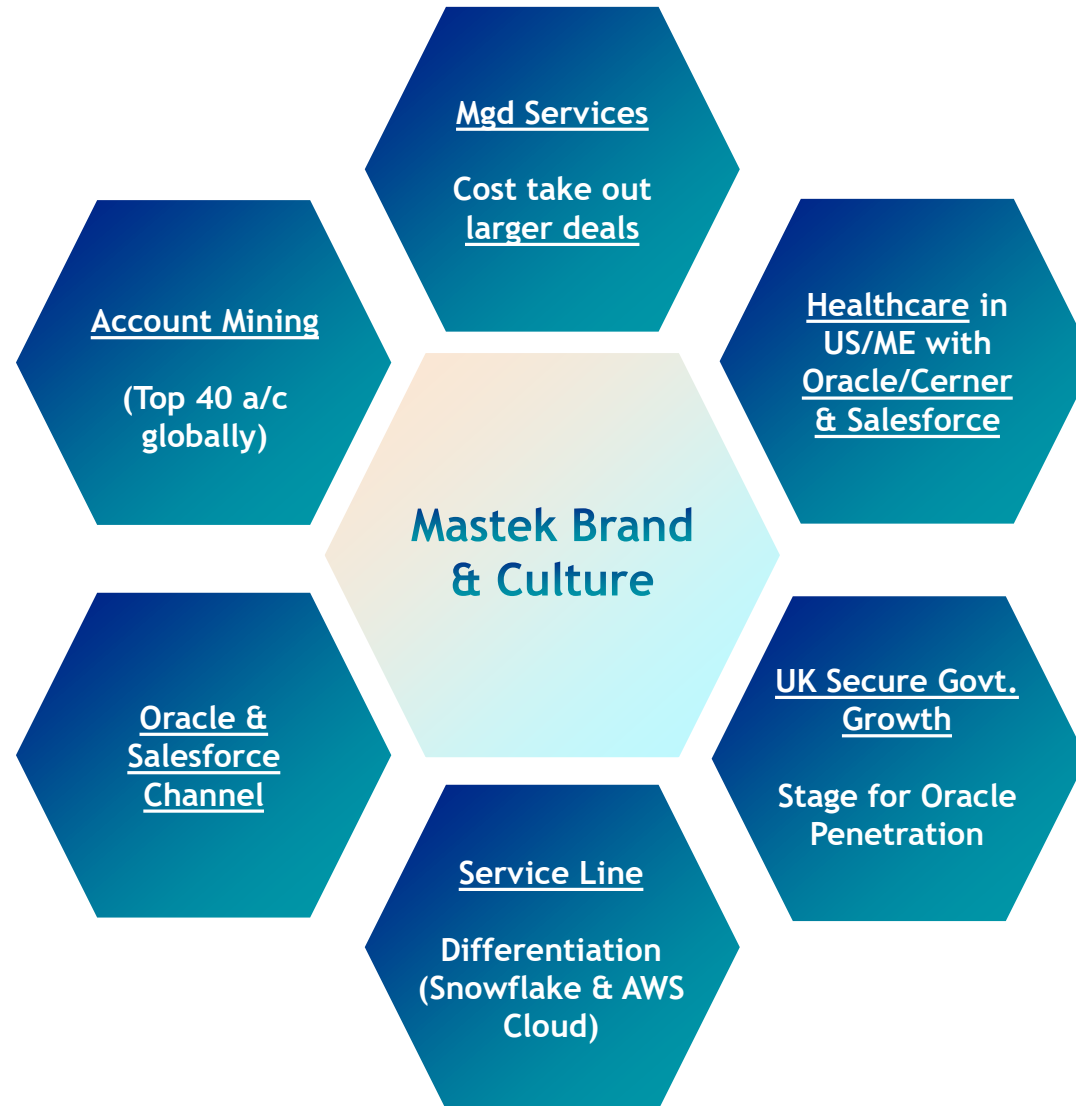 Mgd Services
Cost take out
larger deals
Account Mining
(Top 40 a/c
globally)
Healthcare in
US/ME with
Oracle/Cerner
& Salesforce
Mastek Brand
& Culture
Oracle &
Salesforce
Channel
UK Secure Govt.
Growth
Stage for Oracle
Penetration
Service Line
Differentiation
(Snowflake & AWS
Cloud)